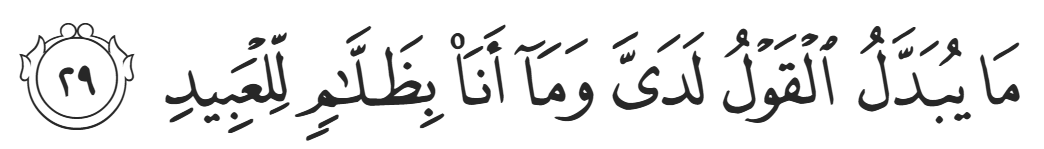 مَا يُبَدَّلُ ٱلْقَوْلُ لَدَىَّ وَمَآ أَنَا۠ بِظَلَّـٰمٍ لِّلْعَبِيدِ ٢٩